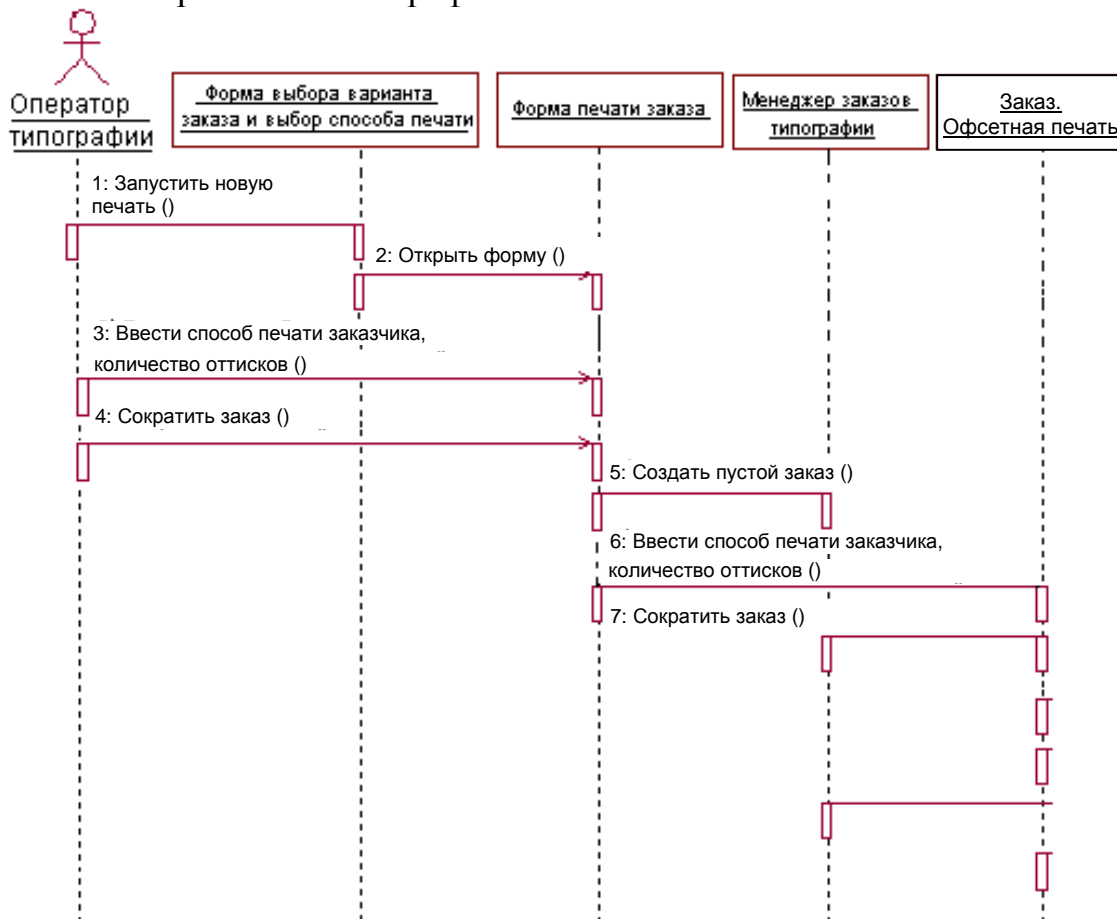 Оператор
типографии
Форма выбора варианта
заказа и выбор способа печати
Форма печати заказа
Менеджер заказов
типографии
Заказ.
Офсетная печать
1: Запустить новую
печать ()
2: Открыть форму ()
3: Ввести способ печати заказчика,
количество оттисков ()
4: Сократить заказ ()
5: Создать пустой заказ ()
6: Ввести способ печати заказчика,
количество оттисков ()
7: Сократить заказ ()